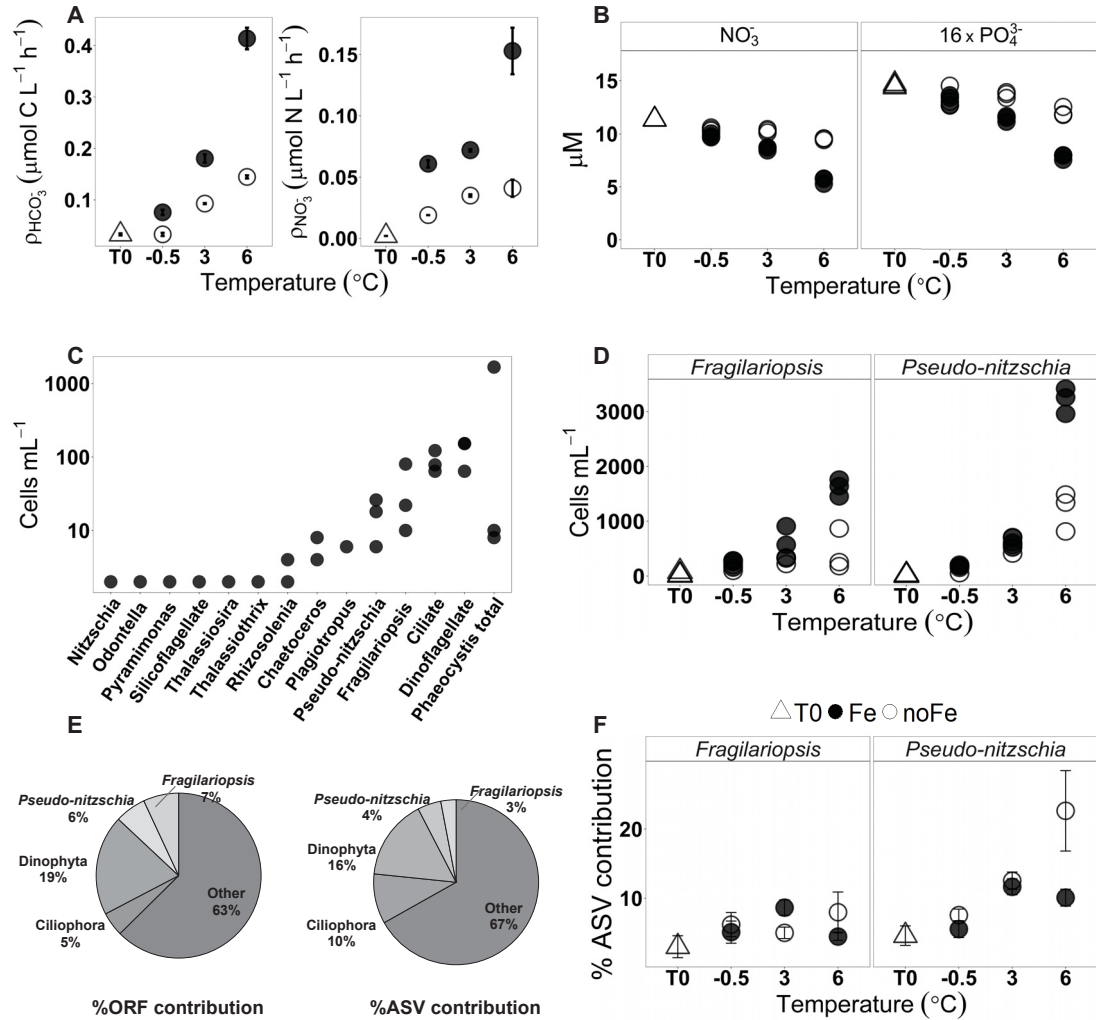 A
ρHCO₃⁻ (μmol C L⁻¹ h⁻¹)
0.4
0.3
0.2
0.1
T0 -0.5 3 6
ρNO₃⁻ (μmol N L⁻¹ h⁻¹)
0.15
0.10
0.05
0.00
T0 -0.5 3 6
Temperature (°C)
B
NO₃⁻ 16 x PO₄³⁻
μM
15
10
5
0
T0 -0.5 3 6 T0 -0.5 3 6
Temperature (°C)
C
Cells mL⁻¹
1000
100
10
Nitzschia
Odontella
Pyramimonas
Silicoflagellate
Thalassiosira
Thalassiothrix
Rhizosolenia
Chaetoceros
Plagiotropus
Pseudo-nitzschia
Fragilariopsis
Ciliate
Dinoflagellate
Phaeocystis total
D
Fragilariopsis Pseudo-nitzschia
Cells mL⁻¹
3000
2000
1000
0
T0 -0.5 3 6 T0 -0.5 3 6
Temperature (°C)
E
Fragilariopsis
7%
Pseudo-nitzschia
6%
Dinophyta
19%
Ciliophora
5%
Other
63%
%ORF contribution
Fragilariopsis
3%
Pseudo-nitzschia
4%
Dinophyta
16%
Ciliophora
10%
Other
67%
%ASV contribution
T0 Fe noFe
F
Fragilariopsis Pseudo-nitzschia
% ASV contribution
20
10
T0 -0.5 3 6 T0 -0.5 3 6
Temperature (°C)